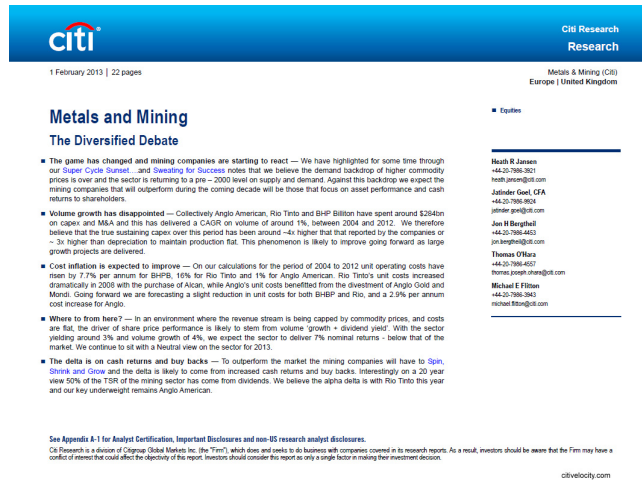 citi
Citi Research
Research
1 February 2013 | 22 pages
Metals & Mining (Citi)
Europe | United Kingdom
Metals and Mining
The Diversified Debate
■ Equities
■ The game has changed and mining companies are starting to react — We have highlighted for some time through
our Super Cycle Sunset….and Sweating for Success notes that we believe the demand backdrop of higher commodity
prices is over and the sector is returning to a pre – 2000 level on supply and demand. Against this backdrop we expect the
mining companies that will outperform during the coming decade will be those that focus on asset performance and cash
returns to shareholders.
■ Volume growth has disappointed — Collectively Anglo American, Rio Tinto and BHP Billiton have spent around $284bn
on capex and M&A and this has delivered a CAGR on volume of around 1%, between 2004 and 2012. We therefore
believe that the true sustaining capex over this period has been around ~4x higher that that reported by the companies or
~ 3x higher than depreciation to maintain production flat. This phenomenon is likely to improve going forward as large
growth projects are delivered.
■ Cost inflation is expected to improve — On our calculations for the period of 2004 to 2012 unit operating costs have
risen by 7.7% per annum for BHPB, 16% for Rio Tinto and 1% for Anglo American. Rio Tinto's unit costs increased
dramatically in 2008 with the purchase of Alcan, while Anglo's unit costs benefitted from the divestment of Anglo Gold and
Mondi. Going forward we are forecasting a slight reduction in unit costs for both BHBP and Rio, and a 2.9% per annum
cost increase for Anglo.
■ Where to from here? — In an environment where the revenue stream is being capped by commodity prices, and costs
are flat, the driver of share price performance is likely to stem from volume 'growth + dividend yield'. With the sector
yielding around 3% and volume growth of 4%, we expect the sector to deliver 7% nominal returns - below that of the
market. We continue to sit with a Neutral view on the sector for 2013.
■ The delta is on cash returns and buy backs — To outperform the market the mining companies will have to Spin,
Shrink and Grow and the delta is likely to come from increased cash returns and buy backs. Interestingly on a 20 year
view 50% of the TSR of the mining sector has come from dividends. We believe the alpha delta is with Rio Tinto this year
and our key underweight remains Anglo American.
Heath R Jansen
+44-20-7986-3921
heath.jansen@citi.com
Jatinder Goel, CFA
+44-20-7986-9924
jatinder.goel@citi.com
Jon H Bergtheil
+44-20-7986-4453
jon.bergtheil@citi.com
Thomas O'Hara
+44-20-7986-4557
thomas.joseph.ohara@citi.com
Michael E Flitton
+44-20-7986-3943
michael.flitton@citi.com
See Appendix A-1 for Analyst Certification, Important Disclosures and non-US research analyst disclosures.
Citi Research is a division of Citigroup Global Markets Inc. (the "Firm"), which does and seeks to do business with companies covered in its research reports. As a result, investors should be aware that the Firm may have a
conflict of interest that could affect the objectivity of this report. Investors should consider this report as only a single factor in making their investment decision.
citivelocity.com